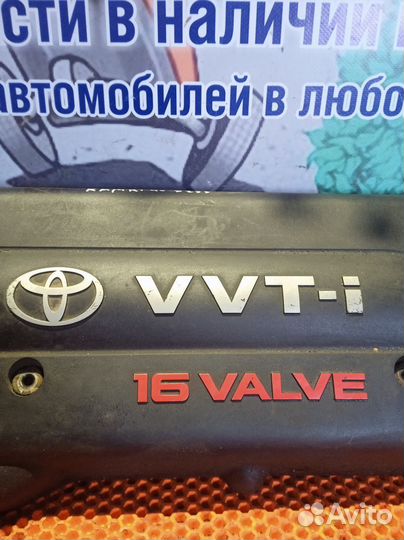 сти в наличии
автомобилей в любо
VVT-i
16 VALVE
Avito